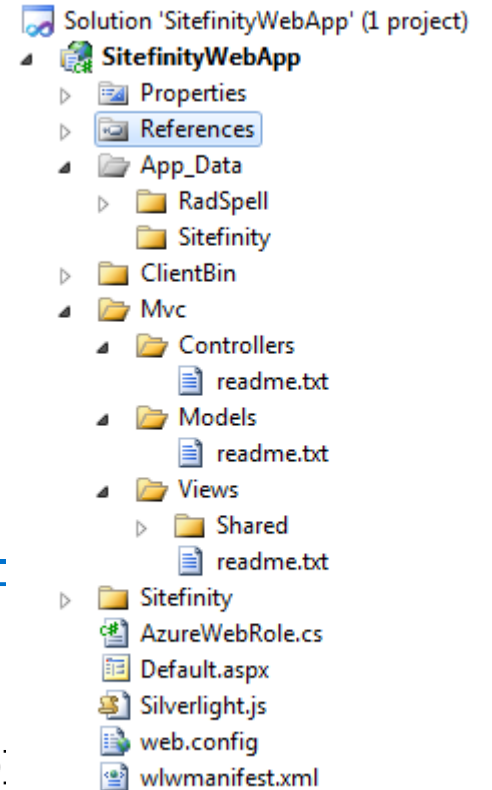 Solution 'SitefinityWebApp' (1 project)
SitefinityWebApp
Properties
References
App_Data
RadSpell
Sitefinity
ClientBin
Mvc
Controllers
readme.txt
Models
readme.txt
Views
Shared
readme.txt
Sitefinity
AzureWebRole.cs
Default.aspx
Silverlight.js
web.config
wlwmanifest.xml